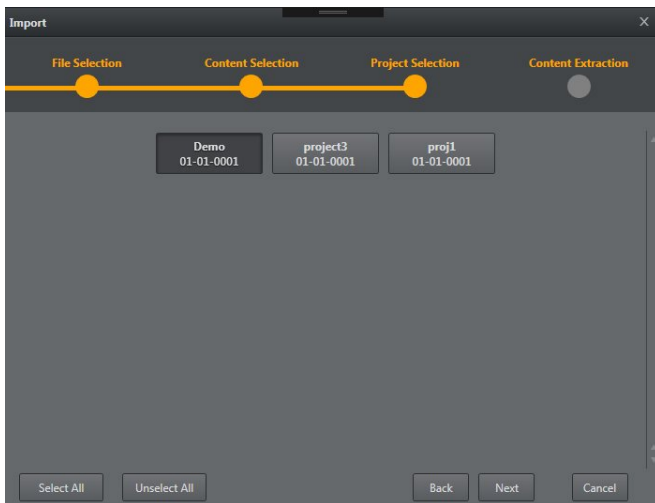 Import
File Selection Content Selection Project Selection Content Extraction
Demo project3 proj1
01-01-0001 01-01-0001 01-01-0001
Select All Unselect All Back Next Cancel